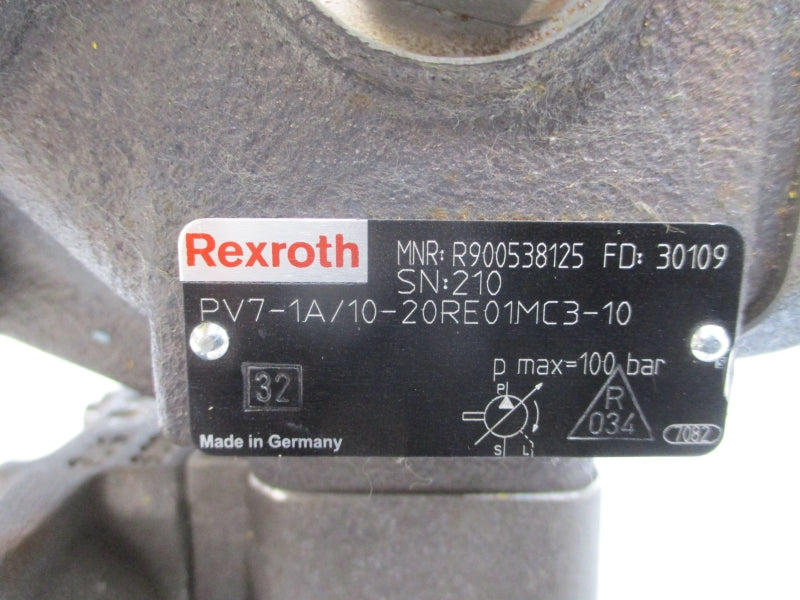 Rexroth MNR: R900538125 FD: 30109
SN:210
PV7-1A/10-20RE01MC3-10
p max=100 bar
32
P
R
034
7082
S L
Made in Germany